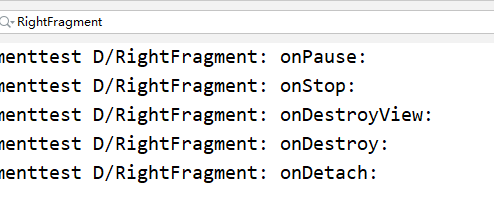 RightFragment
menttest D/RightFragment: onPause:
menttest D/RightFragment: onStop:
menttest D/RightFragment: onDestroyView:
menttest D/RightFragment: onDestroy:
menttest D/RightFragment: onDetach: